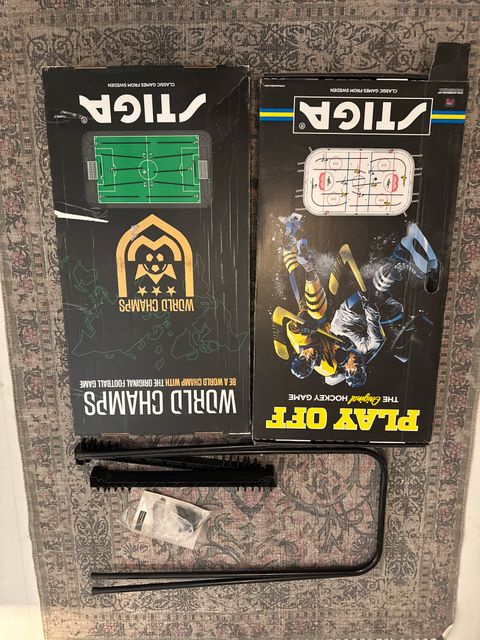 STIGA®
CLASSIC GAMES FROM SWEDEN
WORLD CHAMPS
BE A WORLD CHAMP WITH THE ORIGINAL FOOTBALL GAME
WORLD CHAMPS
STIGA®
CLASSIC GAMES FROM SWEDEN
THE Original HOCKEY GAME
PLAY OFF